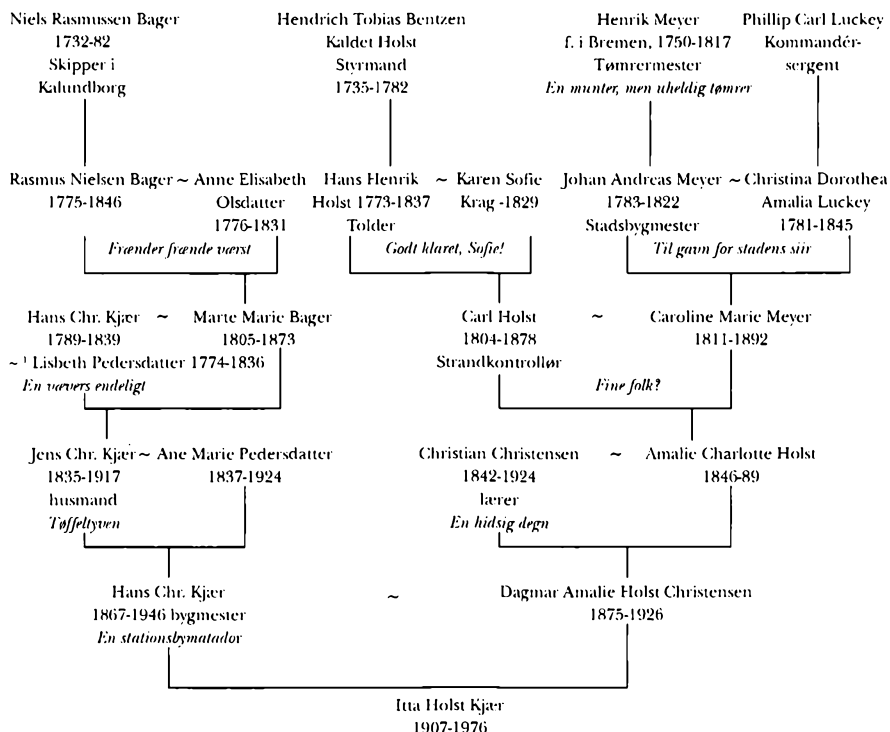 Niels Rasmussen Bager
1732-82
Skipper i
Kalundborg
Hendrich Tobias Bentzen
Kaldet Holst
Styrmand
1735-1782
Henrik Meyer
f. i Bremen, 1750-1817
Tømrermester
En munter, men uheldig tømrer
Phillip Carl Luckey
Kommandér-
sergent
Rasmus Nielsen Bager ~ Anne Elisabeth
1775-1846 Olsdatter
1776-1831
Frænder frænde værst
Hans Henrik ~ Karen Sofie
Holst 1773-1837 Krag -1829
Tolder
Godt klaret, Sofie!
Johan Andreas Meyer ~ Christina Dorothea
1783-1822 Amalia Luckey
Stadsbygmester 1781-1845
Til gavn for stadens siir
Hans Chr. Kjær ~ Marte Marie Bager
1789-1839 1805-1873
~ ¹ Lisbeth Pedersdatter 1774-1836
En vævers endeligt
Carl Holst ~ Caroline Marie Meyer
1804-1878 1811-1892
Strandkontrollør
Fine folk?
Jens Chr. Kjær ~ Ane Marie Pedersdatter
1835-1917 1837-1924
husmand
Tøffeltyven
Christian Christensen ~ Amalie Charlotte Holst
1842-1924 1846-89
lærer
En hidsig degn
Hans Chr. Kjær ~ Dagmar Amalie Holst Christensen
1867-1946 bygmester 1875-1926
En stationsbymatador
Itta Holst Kjær
1907-1976